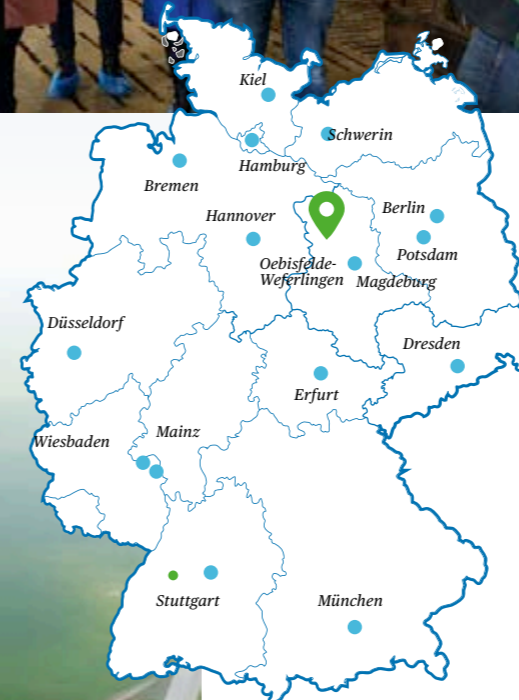 Kiel
Schwerin
Hamburg
Bremen
Hannover
Berlin
Potsdam
Oebisfelde-
Weferlingen
Magdeburg
Düsseldorf
Dresden
Erfurt
Mainz
Wiesbaden
Stuttgart
München